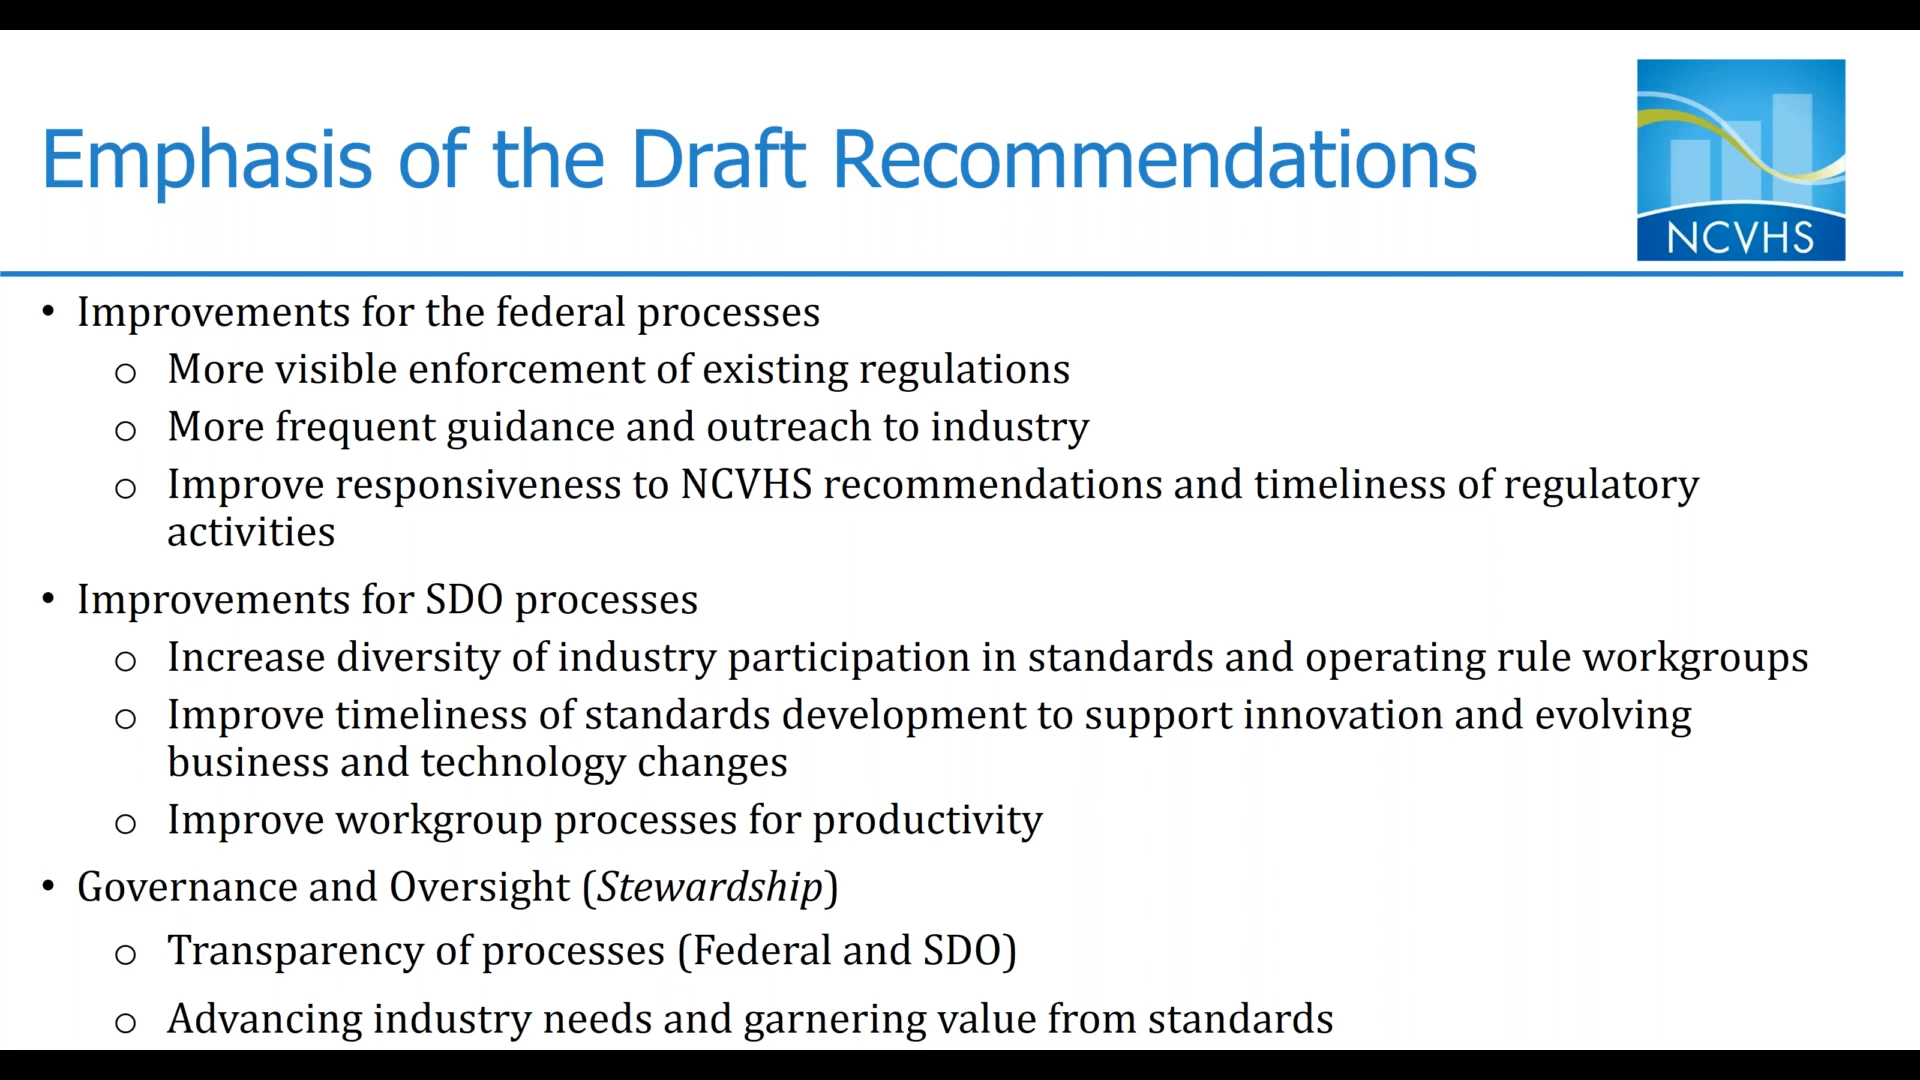 Emphasis of the Draft Recommendations
NCVHS
• Improvements for the federal processes
o More visible enforcement of existing regulations
o More frequent guidance and outreach to industry
o Improve responsiveness to NCVHS recommendations and timeliness of regulatory
activities
• Improvements for SDO processes
o Increase diversity of industry participation in standards and operating rule workgroups
o Improve timeliness of standards development to support innovation and evolving
business and technology changes
o Improve workgroup processes for productivity
• Governance and Oversight (Stewardship)
o Transparency of processes (Federal and SDO)
o Advancing industry needs and garnering value from standards